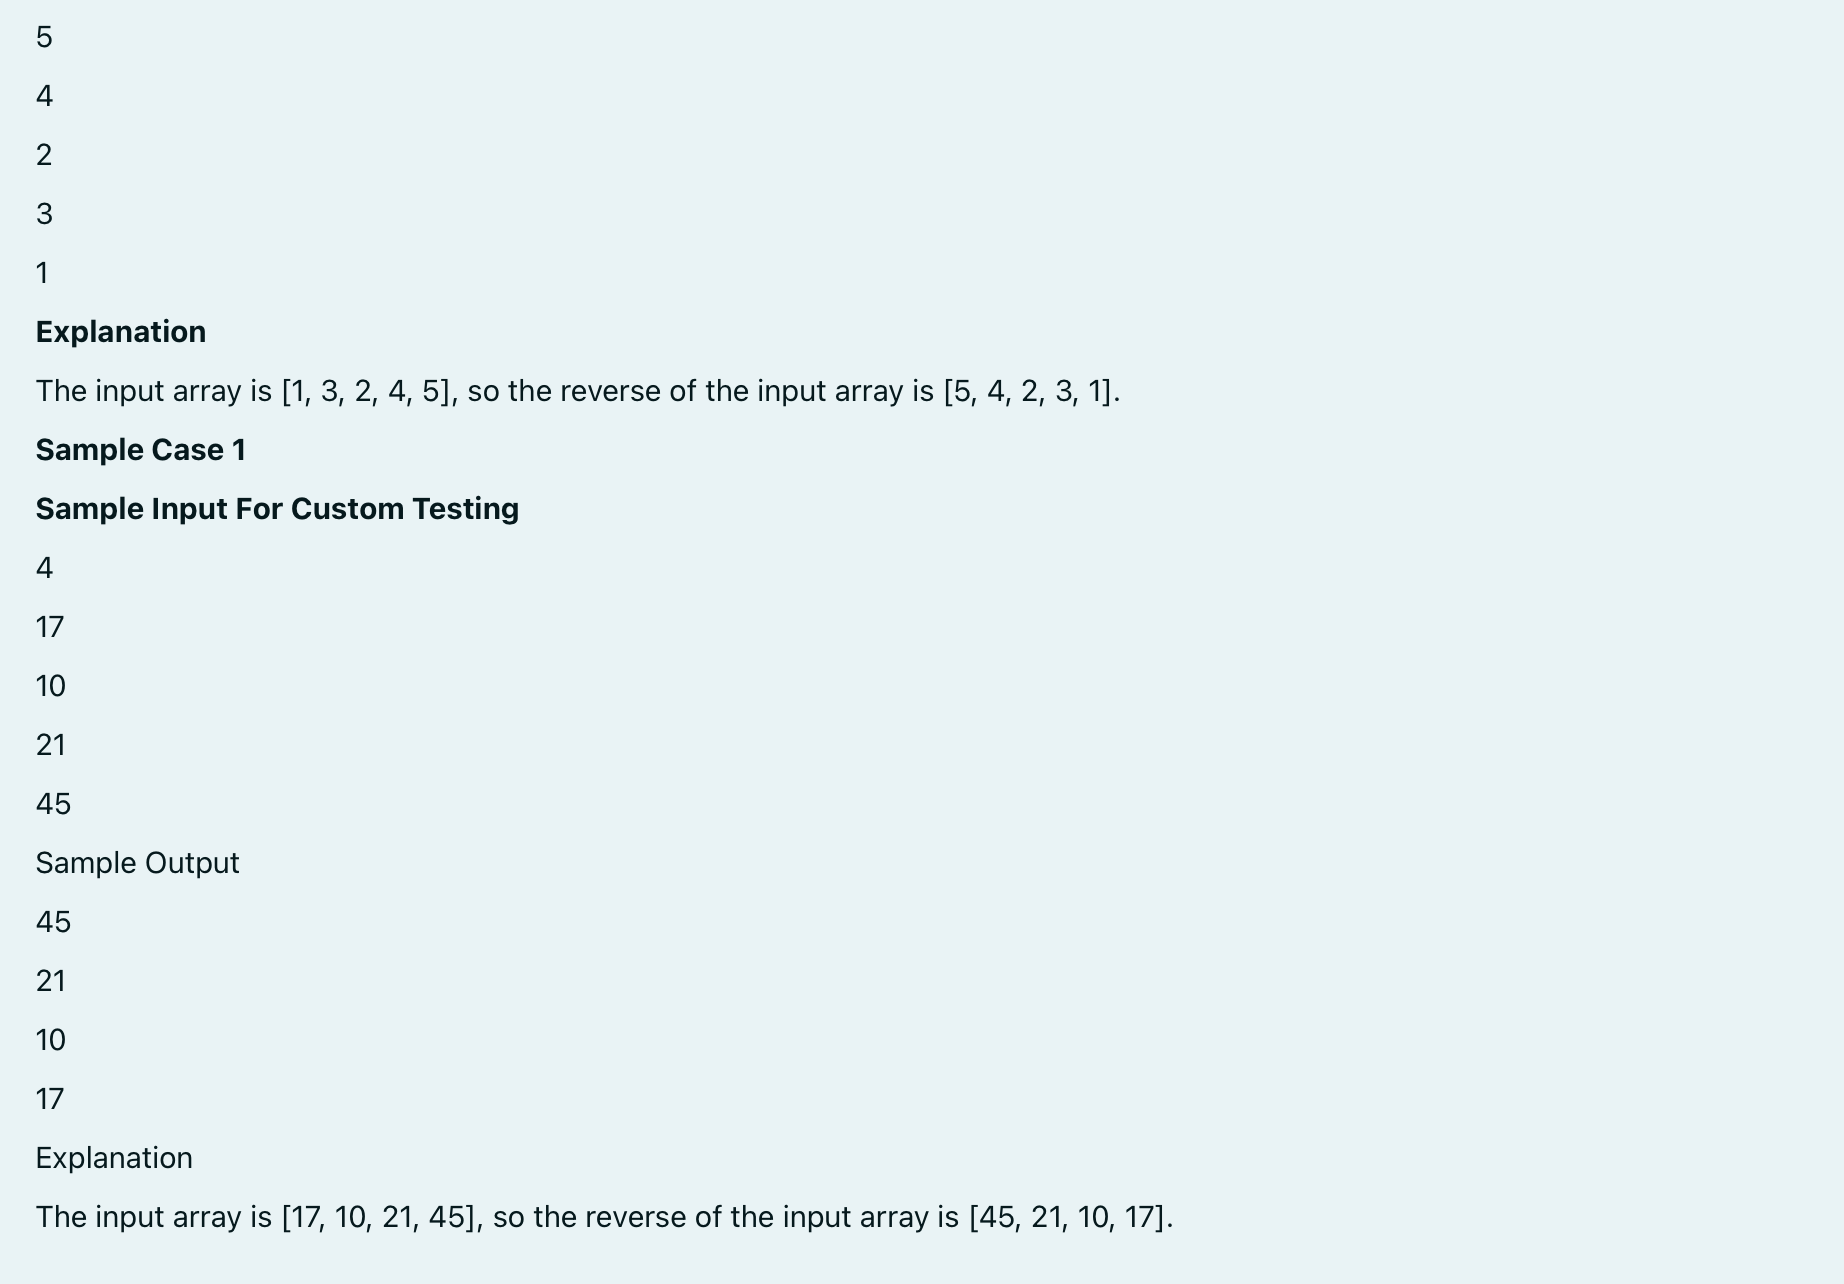 5
4
2
3
1
Explanation
The input array is [1, 3, 2, 4, 5], so the reverse of the input array is [5, 4, 2, 3, 1].
Sample Case 1
Sample Input For Custom Testing
4
17
10
21
45
Sample Output
45
21
10
17
Explanation
The input array is [17, 10, 21, 45], so the reverse of the input array is [45, 21, 10, 17].